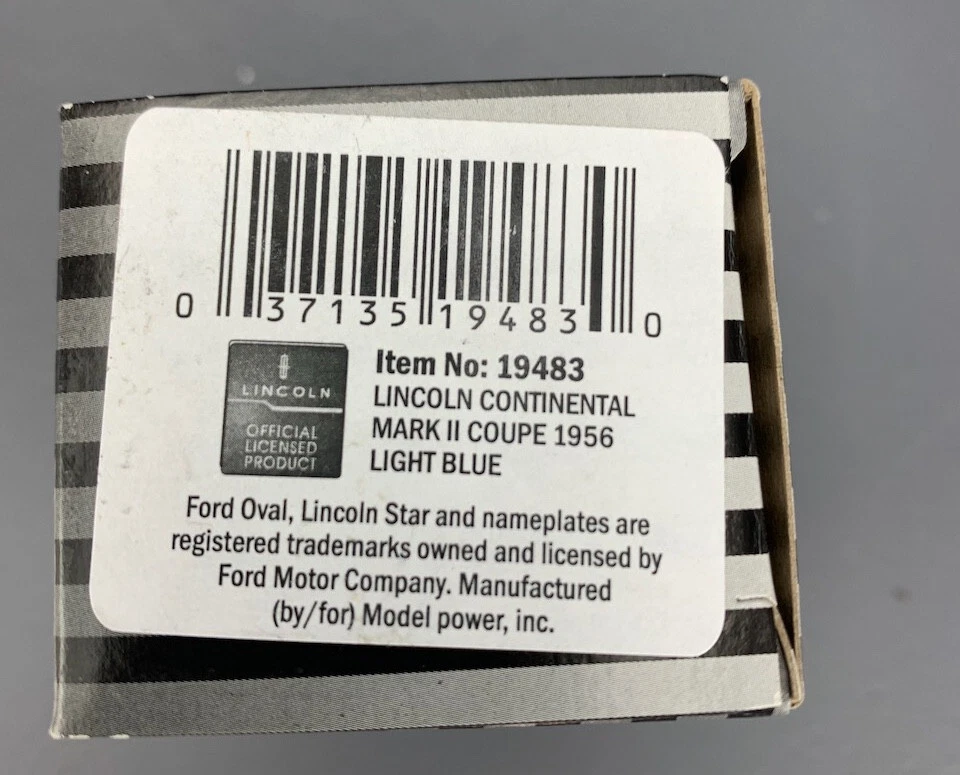 0 37135 19483 0
LINCOLN
OFFICIAL
LICENSED
PRODUCT
Item No: 19483
LINCOLN CONTINENTAL
MARK II COUPE 1956
LIGHT BLUE
Ford Oval, Lincoln Star and nameplates are
registered trademarks owned and licensed by
Ford Motor Company. Manufactured
(by/for) Model power, inc.